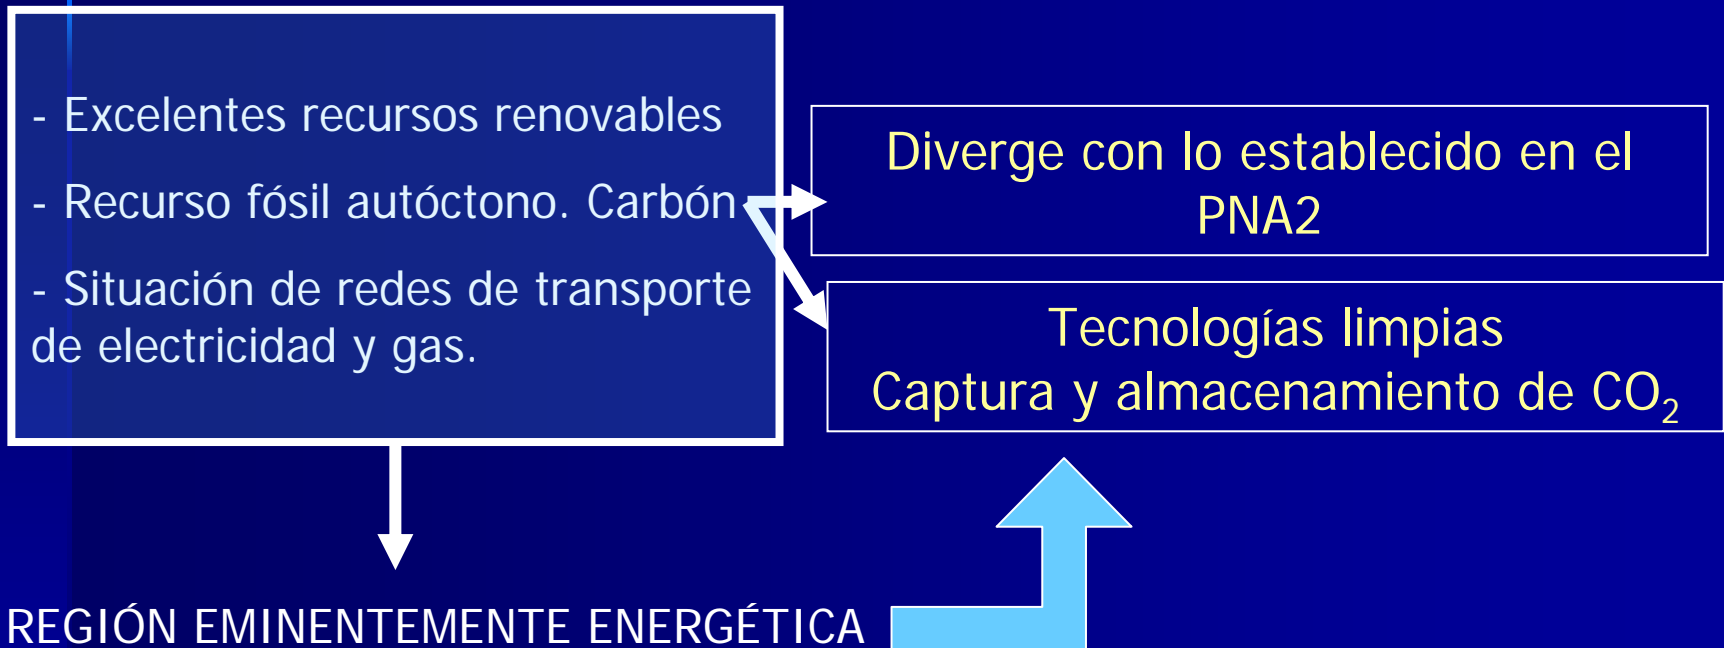 - Excelentes recursos renovables
- Recurso fósil autóctono. Carbón
- Situación de redes de transporte
de electricidad y gas.
Diverge con lo establecido en el
PNA2
Tecnologías limpias
Captura y almacenamiento de CO₂
REGIÓN EMINENTEMENTE ENERGÉTICA